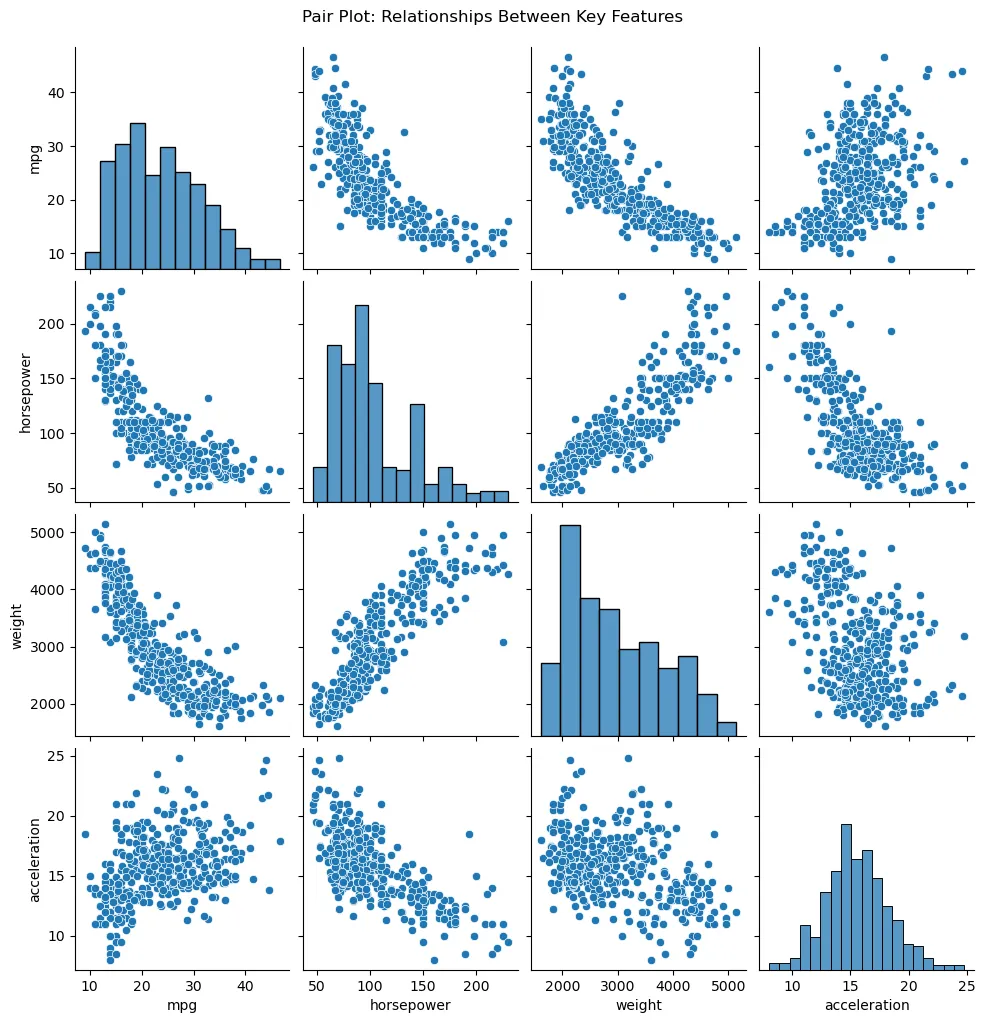 Pair Plot: Relationships Between Key Features
40
30
20
10
mpg
200
150
100
50
horsepower
5000
4000
3000
2000
weight
25
20
15
10
acceleration
10 20 30 40
50 100 150 200
2000 3000 4000 5000
10 15 20 25
mpg
horsepower
weight
acceleration